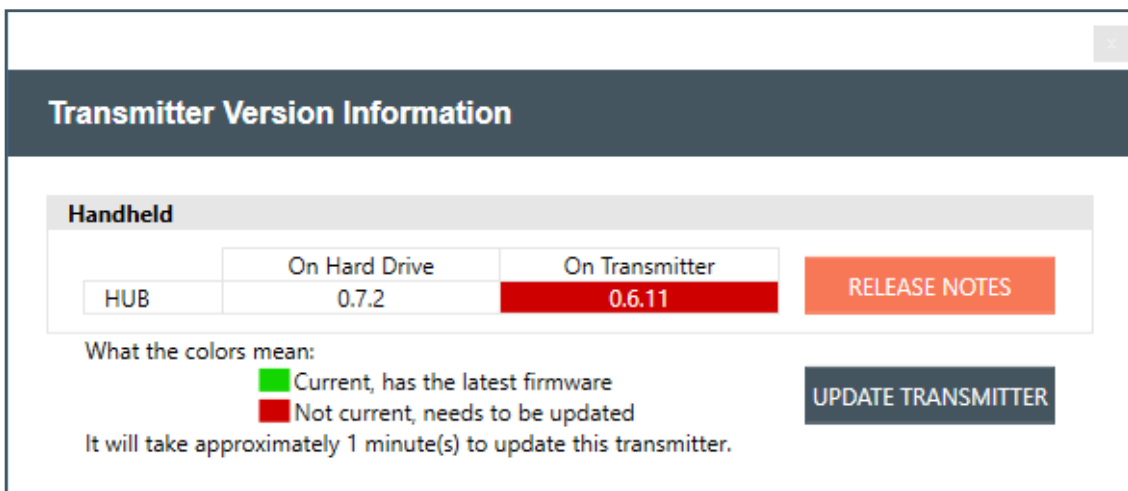 x
Transmitter Version Information
Handheld
On Hard Drive On Transmitter
HUB 0.7.2 0.6.11
RELEASE NOTES
What the colors mean:
Current, has the latest firmware
Not current, needs to be updated
UPDATE TRANSMITTER
It will take approximately 1 minute(s) to update this transmitter.